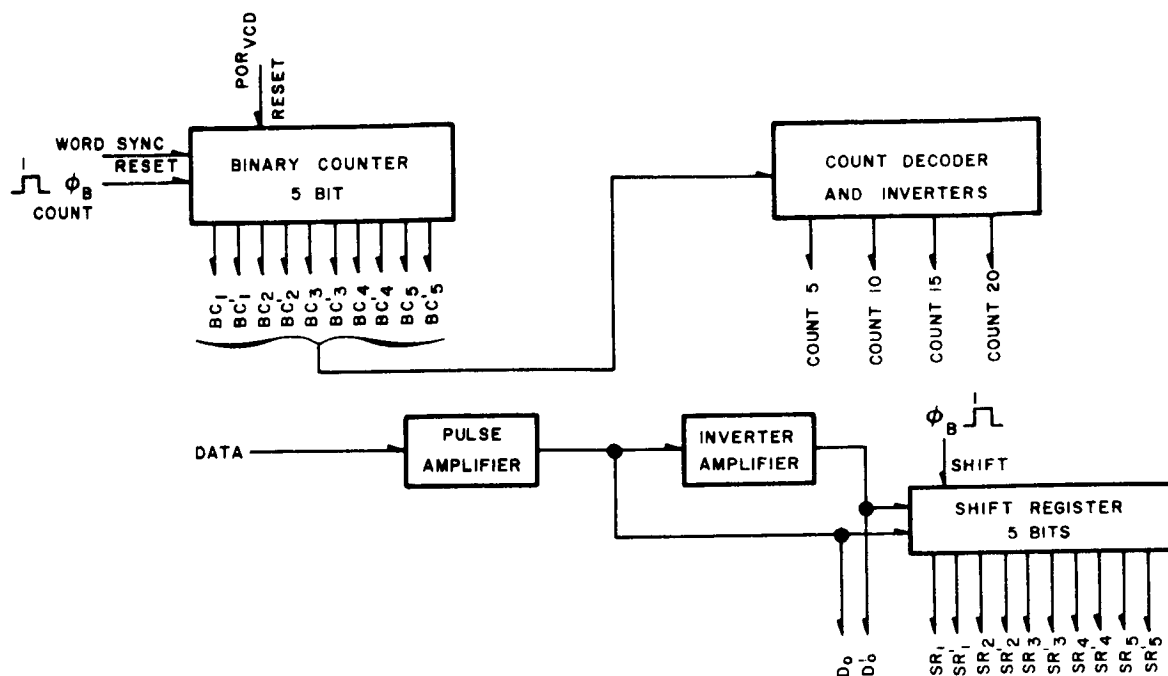 POR VCD
RESET
WORD SYNC
RESET
1
ϕB
COUNT
BINARY COUNTER
5 BIT
BC1
BC'1
BC2
BC'2
BC3
BC'3
BC4
BC'4
BC5
BC'5
COUNT DECODER
AND INVERTERS
COUNT 5
COUNT 10
COUNT 15
COUNT 20
DATA
PULSE
AMPLIFIER
INVERTER
AMPLIFIER
ϕB
1
SHIFT
SHIFT REGISTER
5 BITS
Do
D'o
SR1
SR'1
SR2
SR'2
SR3
SR'3
SR4
SR'4
SR5
SR'5